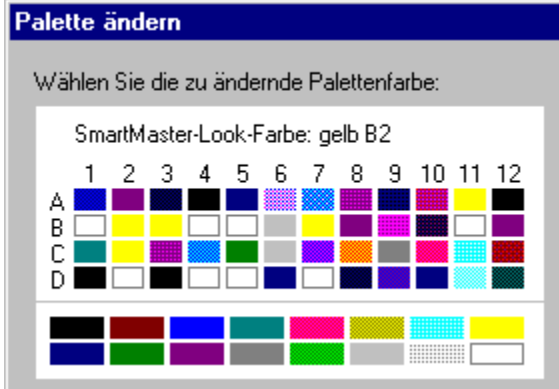 Palette ändern
Wählen Sie die zu ändernde Palettenfarbe:
SmartMaster-Look-Farbe: gelb B2
1 2 3 4 5 6 7 8 9 10 11 12
A
B
C
D